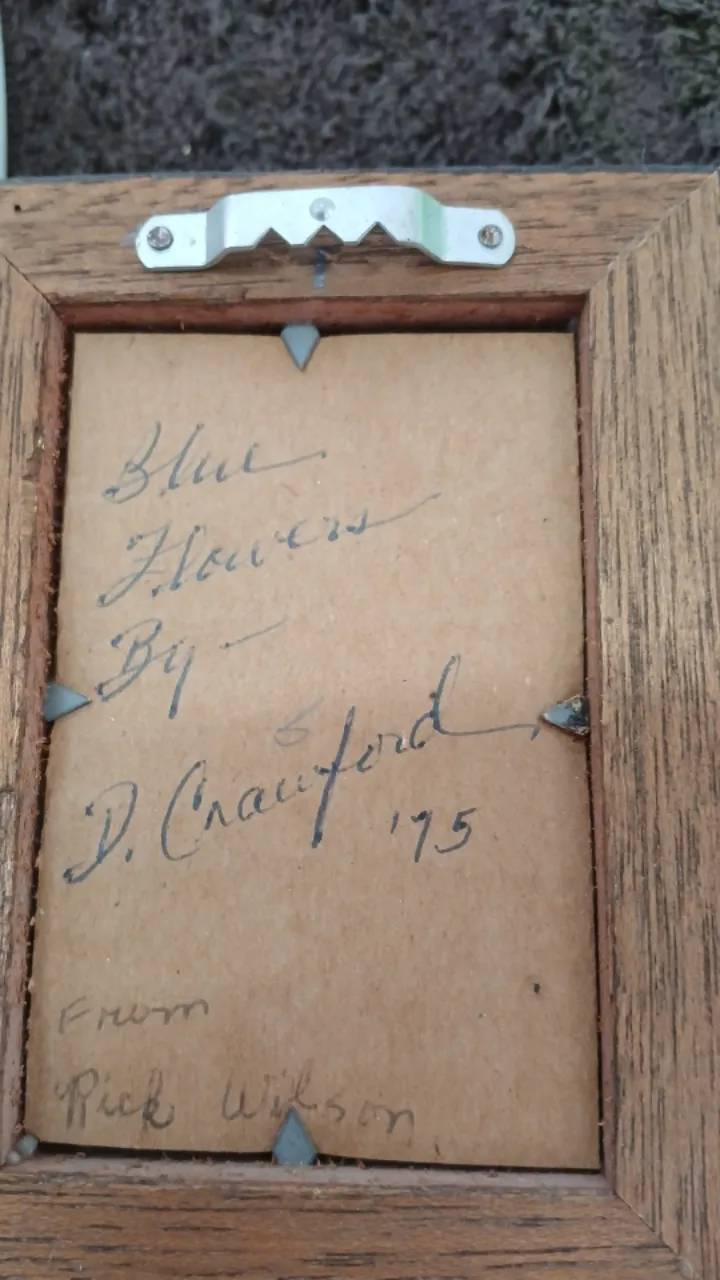 Blue
Flowers
By -
D. Crawford
'75
From
Rick Wilson